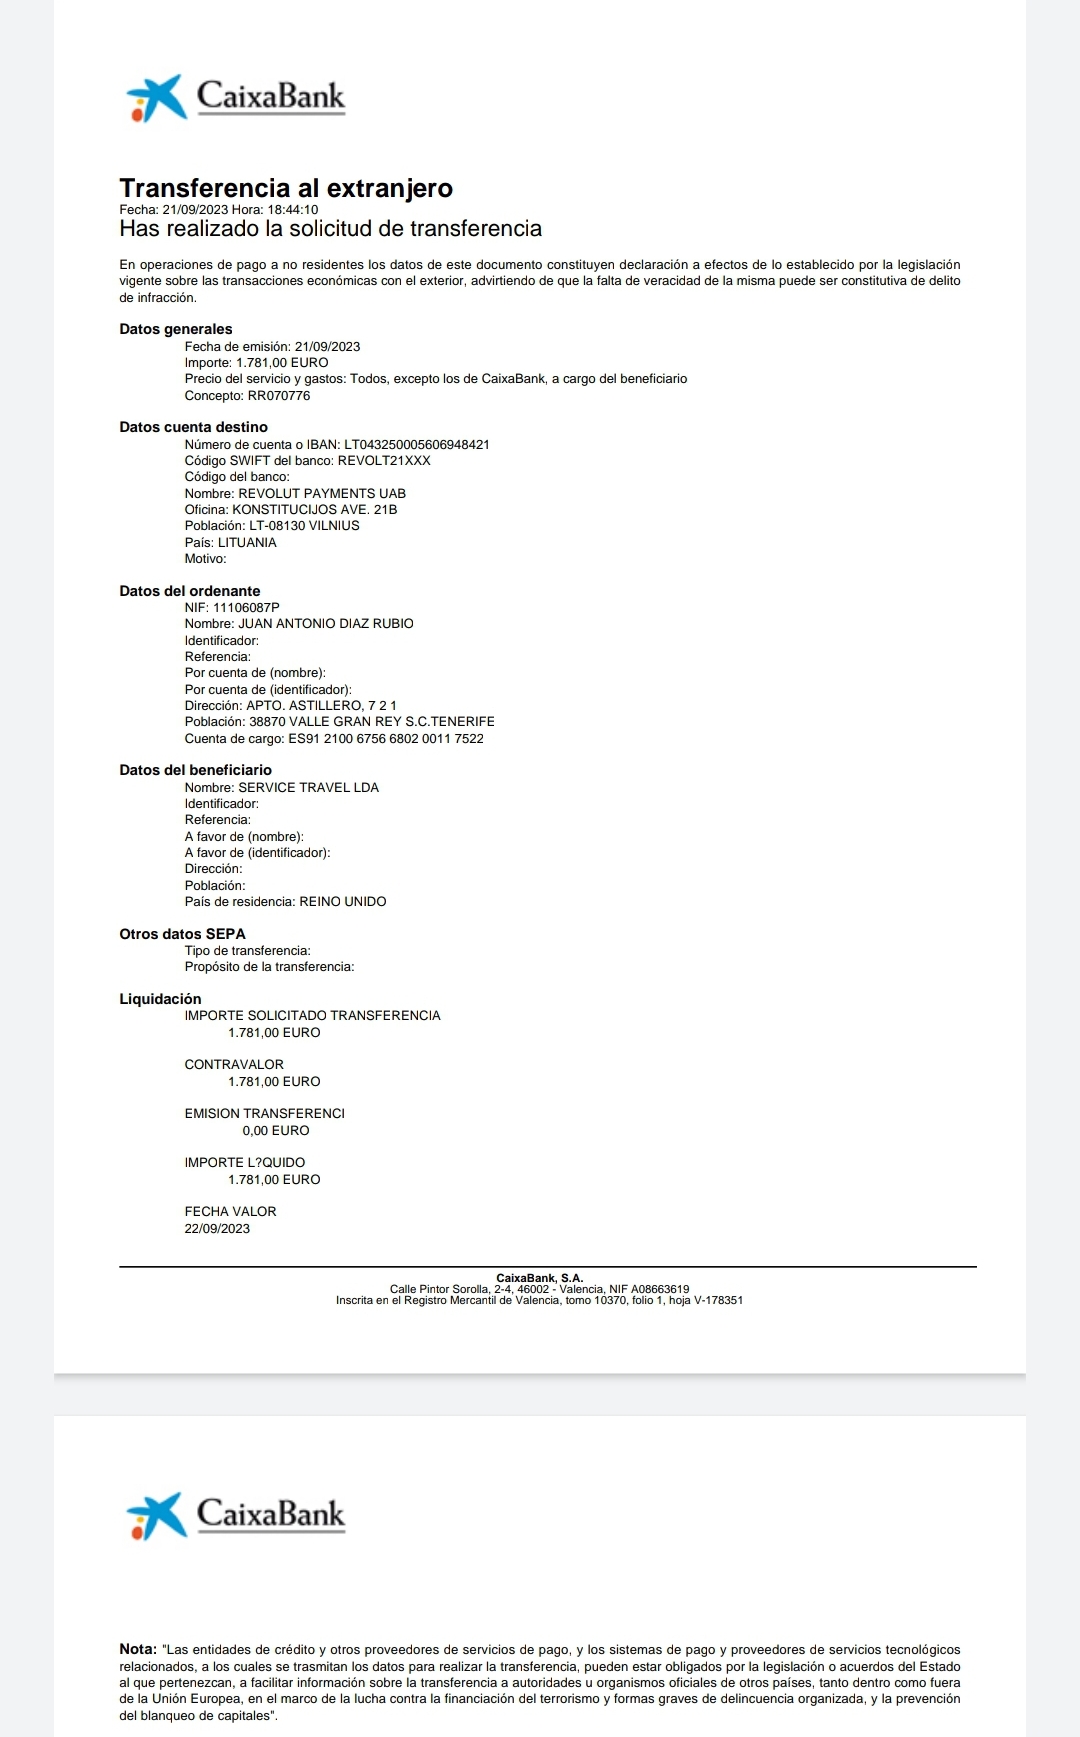 CaixaBank
Transferencia al extranjero
Fecha: 21/09/2023 Hora: 18:44:10
Has realizado la solicitud de transferencia
En operaciones de pago a no residentes los datos de este documento constituyen declaración a efectos de lo establecido por la legislación
vigente sobre las transacciones económicas con el exterior, advirtiendo de que la falta de veracidad de la misma puede ser constitutiva de delito
de infracción.
Datos generales
Fecha de emisión: 21/09/2023
Importe: 1.781,00 EURO
Precio del servicio y gastos: Todos, excepto los de CaixaBank, a cargo del beneficiario
Concepto: RR070776
Datos cuenta destino
Número de cuenta o IBAN: LT043250005606948421
Código SWIFT del banco: REVOLT21XXX
Código del banco:
Nombre: REVOLUT PAYMENTS UAB
Oficina: KONSTITUCIJOS AVE. 21B
Población: LT-08130 VILNIUS
País: LITUANIA
Motivo:
Datos del ordenante
NIF: 11106087P
Nombre: JUAN ANTONIO DIAZ RUBIO
Identificador:
Referencia:
Por cuenta de (nombre):
Por cuenta de (identificador):
Dirección: APTO. ASTILLERO, 7 2 1
Población: 38870 VALLE GRAN REY S.C.TENERIFE
Cuenta de cargo: ES91 2100 6756 6802 0011 7522
Datos del beneficiario
Nombre: SERVICE TRAVEL LDA
Identificador:
Referencia:
A favor de (nombre):
A favor de (identificador):
Dirección:
Población:
País de residencia: REINO UNIDO
Otros datos SEPA
Tipo de transferencia:
Propósito de la transferencia:
Liquidación
IMPORTE SOLICITADO TRANSFERENCIA
1.781,00 EURO
CONTRAVALOR
1.781,00 EURO
EMISION TRANSFERENCI
0,00 EURO
IMPORTE L?QUIDO
1.781,00 EURO
FECHA VALOR
22/09/2023
CaixaBank, S.A.
Calle Pintor Sorolla, 2-4, 46002 - Valencia, NIF A08663619
Inscrita en el Registro Mercantil de Valencia, tomo 10370, folio 1, hoja V-178351
CaixaBank
Nota: "Las entidades de crédito y otros proveedores de servicios de pago, y los sistemas de pago y proveedores de servicios tecnológicos
relacionados, a los cuales se trasmitan los datos para realizar la transferencia, pueden estar obligados por la legislación o acuerdos del Estado
al que pertenezcan, a facilitar información sobre la transferencia a autoridades u organismos oficiales de otros países, tanto dentro como fuera
de la Unión Europea, en el marco de la lucha contra la financiación del terrorismo y formas graves de delincuencia organizada, y la prevención
del blanqueo de capitales".